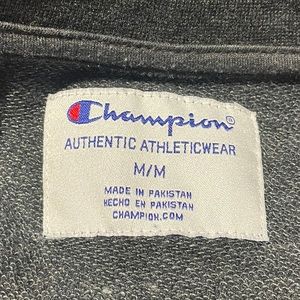 Champion®
AUTHENTIC ATHLETICWEAR
M/M
MADE IN PAKISTAN
HECHO EN PAKISTAN
CHAMPION.COM